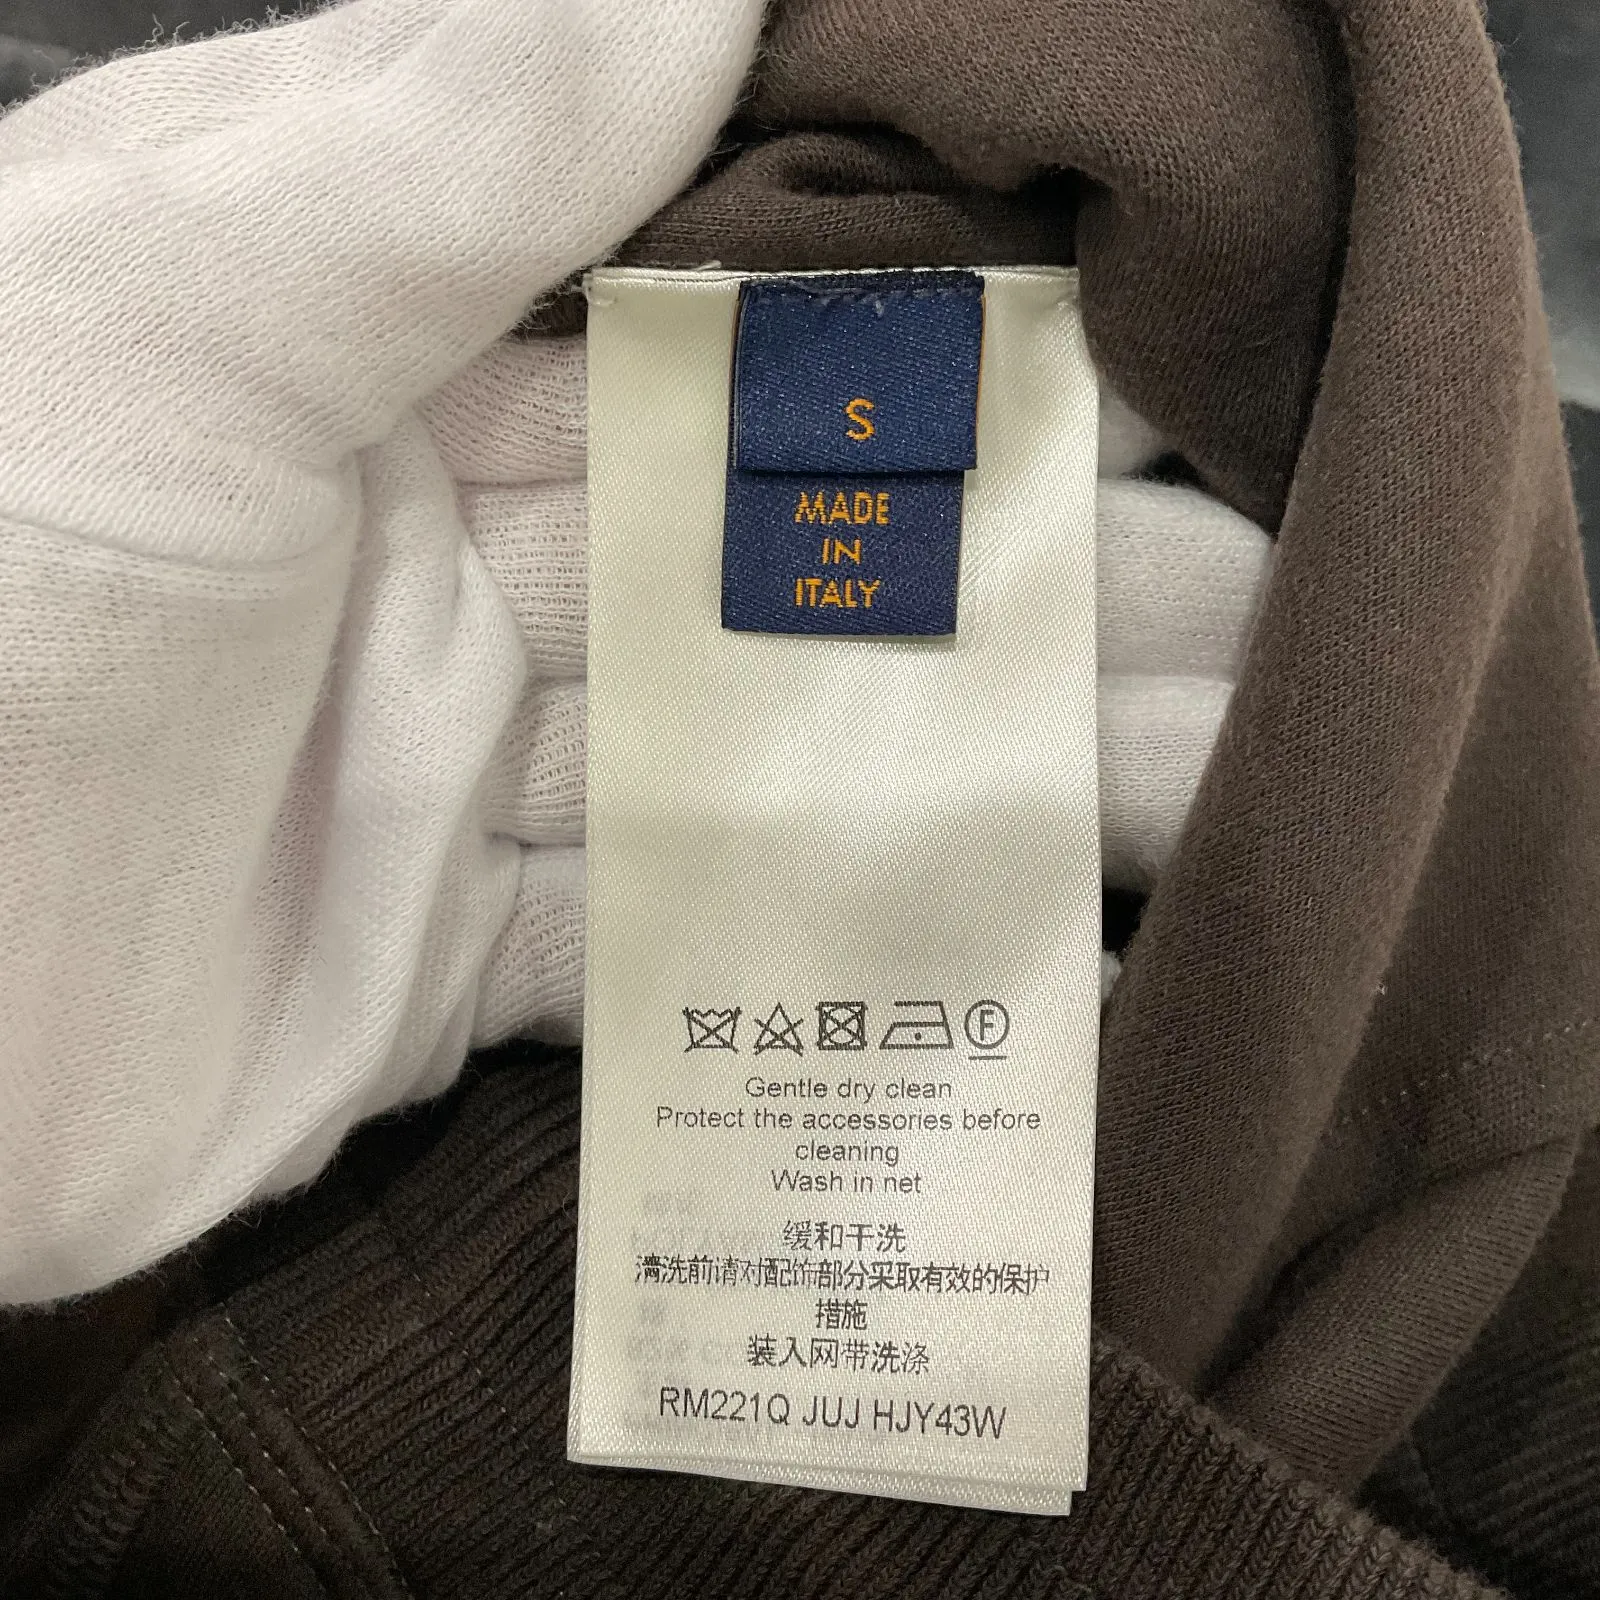 S
MADE
IN
ITALY
F
Gentle dry clean
Protect the accessories before
cleaning
Wash in net
缓和干洗
清洗前请对配饰部分采取有效的保护
措施
装入网带洗涤
RM221Q JUJ HJY43W